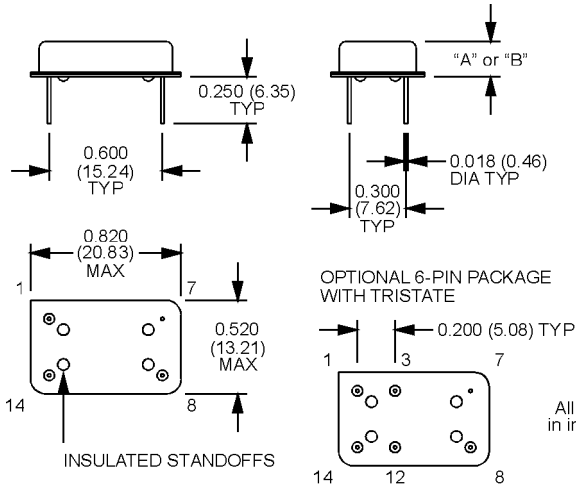 0.250 (6.35)
TYP
"A" or "B"
0.600
(15.24)
TYP
0.018 (0.46)
DIA TYP
0.300
(7.62)
TYP
0.820
(20.83)
MAX
1
7
0.520
(13.21)
MAX
14
8
INSULATED STANDOFFS
OPTIONAL 6-PIN PACKAGE
WITH TRISTATE
0.200 (5.08) TYP
1
3
7
14
12
8
All
in